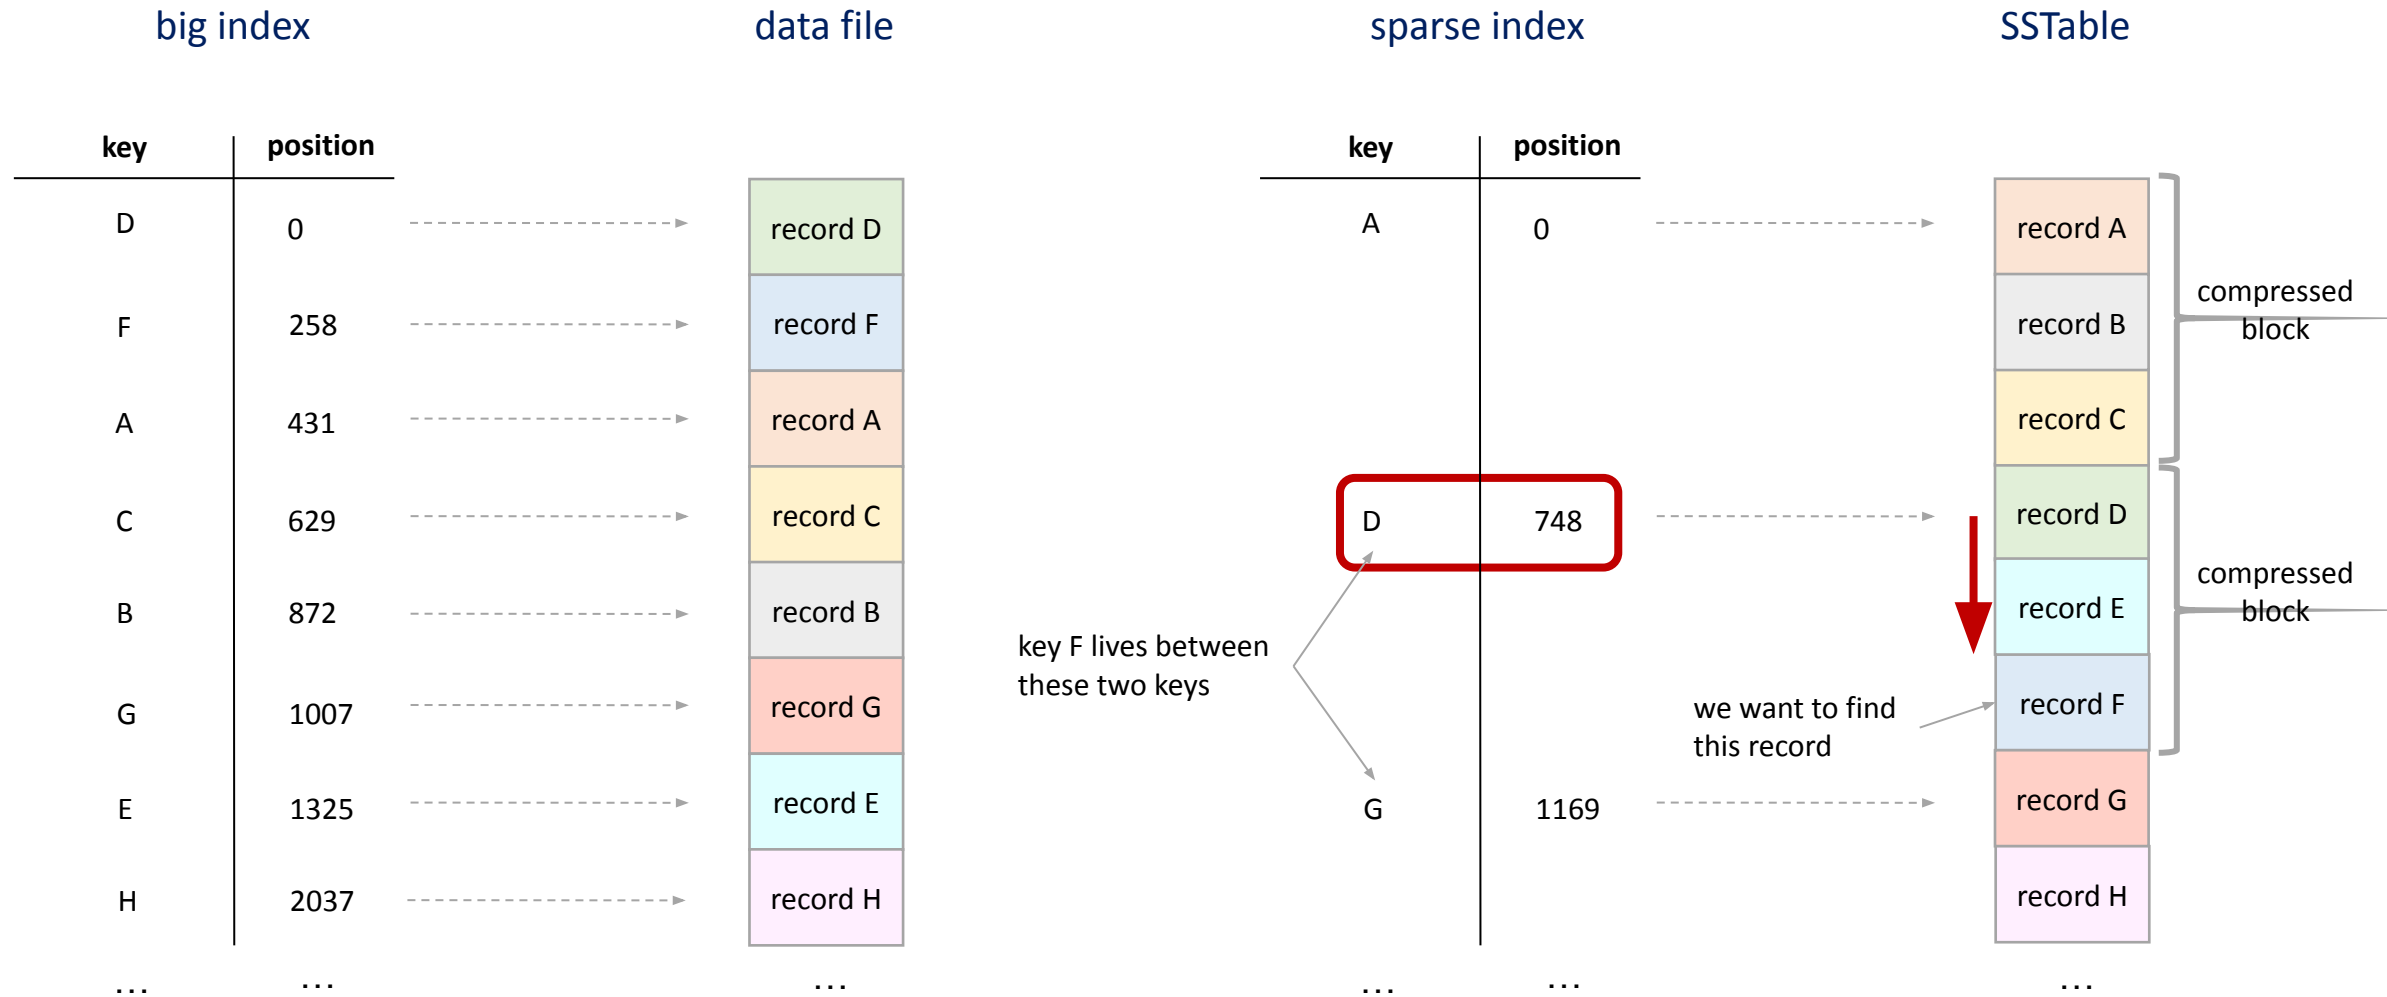 big index
data file
sparse index
SSTable
key position
D 0
F 258
A 431
C 629
B 872
G 1007
E 1325
H 2037
… …
record D
record F
record A
record C
record B
record G
record E
record H
…
key position
A 0
D 748
G 1169
… …
key F lives between
these two keys
we want to find
this record
record A
record B
record C
record D
record E
record F
record G
record H
…
compressed
block
compressed
block